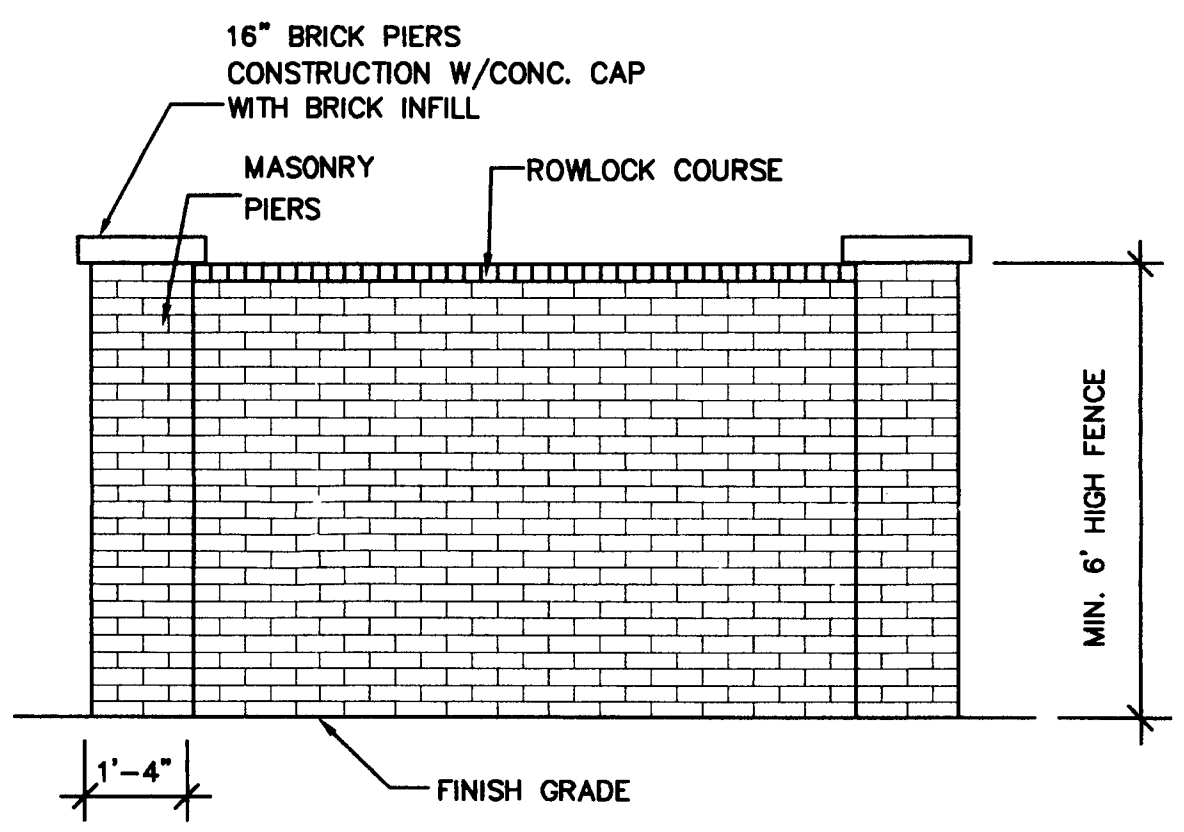 16" BRICK PIERS
CONSTRUCTION W/CONC. CAP
WITH BRICK INFILL
MASONRY
PIERS
ROWLOCK COURSE
MIN. 6' HIGH FENCE
1'-4"
FINISH GRADE